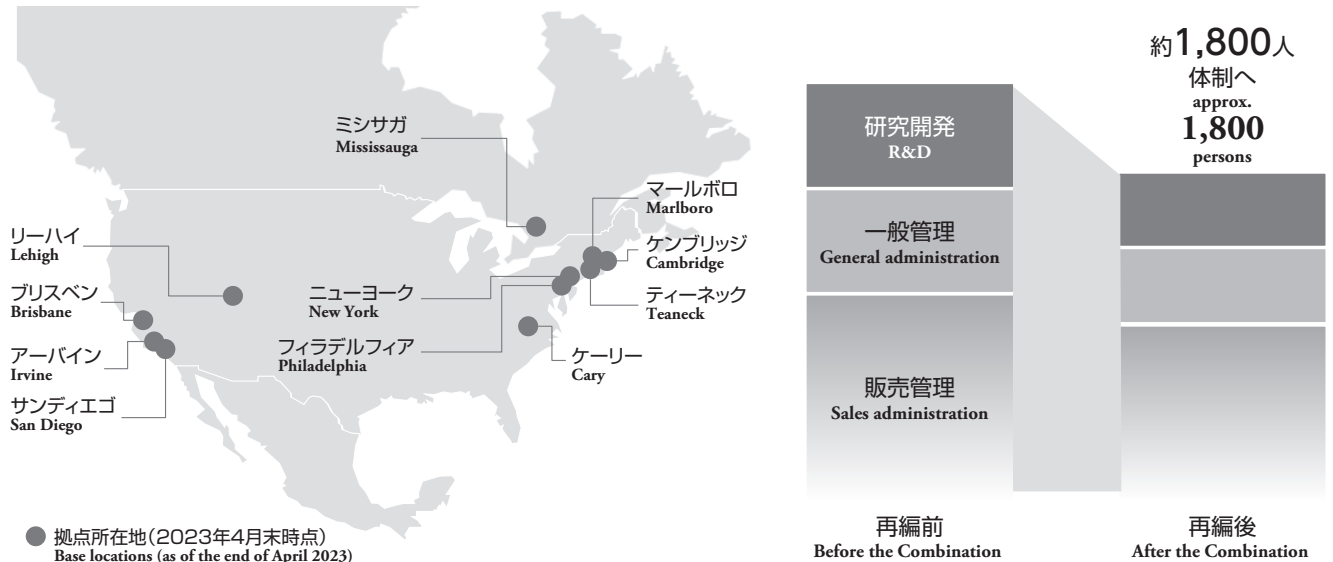 ミシサガ
Mississauga
マールボロ
Marlboro
リーハイ
Lehigh
ケンブリッジ
Cambridge
ブリスベン
Brisbane
ニューヨーク
New York
ティーネック
Teaneck
アーバイン
Irvine
フィラデルフィア
Philadelphia
ケーリー
Cary
サンディエゴ
San Diego
拠点所在地(2023年4月末時点)
Base locations (as of the end of April 2023)
約1,800人
体制へ
approx.
1,800
persons
研究開発
R&D
一般管理
General administration
販売管理
Sales administration
再編前
Before the Combination
再編後
After the Combination